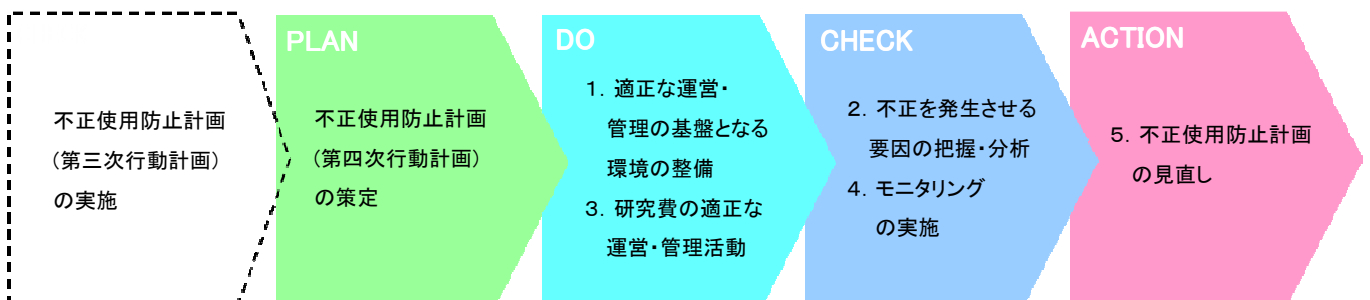 不正使用防止計画
(第三次行動計画)
の実施
PLAN
不正使用防止計画
(第四次行動計画)
の策定
DO
1. 適正な運営・
管理の基盤となる
環境の整備
3. 研究費の適正な
運営・管理活動
CHECK
2. 不正を発生させる
要因の把握・分析
4. モニタリング
の実施
ACTION
5. 不正使用防止計画
の見直し